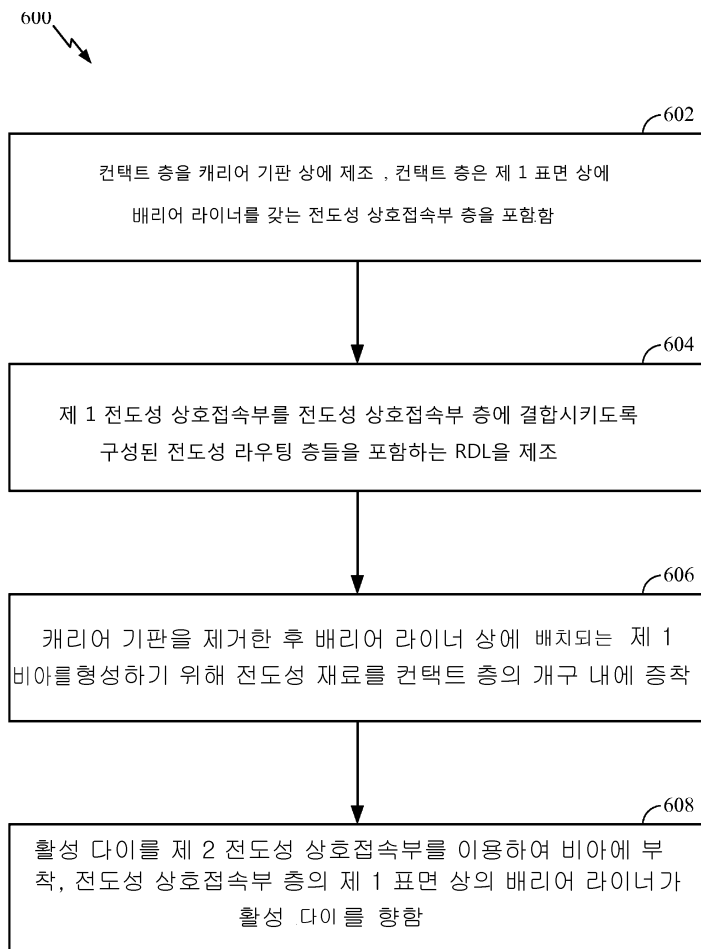 600
602
컨택트 층을 캐리어 기판 상에 제조 , 컨택트 층은 제 1 표면 상에
배리어 라이너를 갖는 전도성 상호접속부 층을 포함.함
604
제 1 전도성 상호접속부를 전도성 상호접속부 층에 결합시키도록
구성된 전도성 라우팅 층들을 포함하는 RDL을 제조
606
캐리어 기판을 제거한 후 배리어 라이너 상에 배치되는 제 1
비아를형성하기 위해 전도성 재료를 컨택트 층의 개구 내에 증착
608
활성 다이를 제 2 전도성 상호접속부를 이용하여 비아에 부
착, 전도성 상호접속부 층의 제 1 표면 상의 배리어 라이너가
활성 다이를 향함